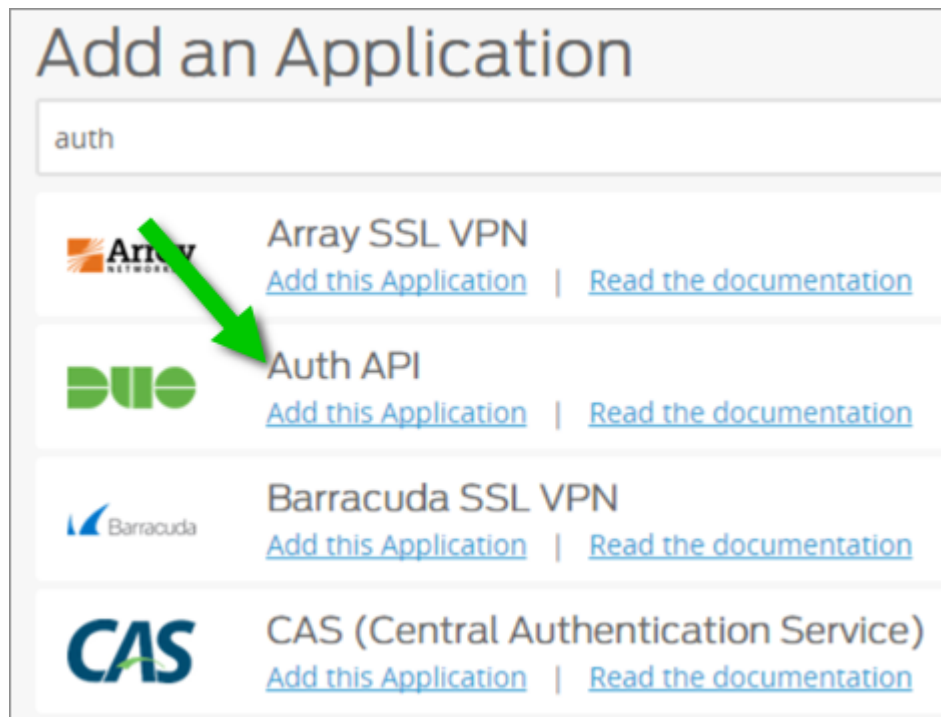 Add an Application
auth
Array SSL VPN
Add this Application | Read the documentation
DUO
Auth API
Add this Application | Read the documentation
Barracuda SSL VPN
Barracuda
Add this Application | Read the documentation
CAS
CAS (Central Authentication Service)
Add this Application | Read the documentation